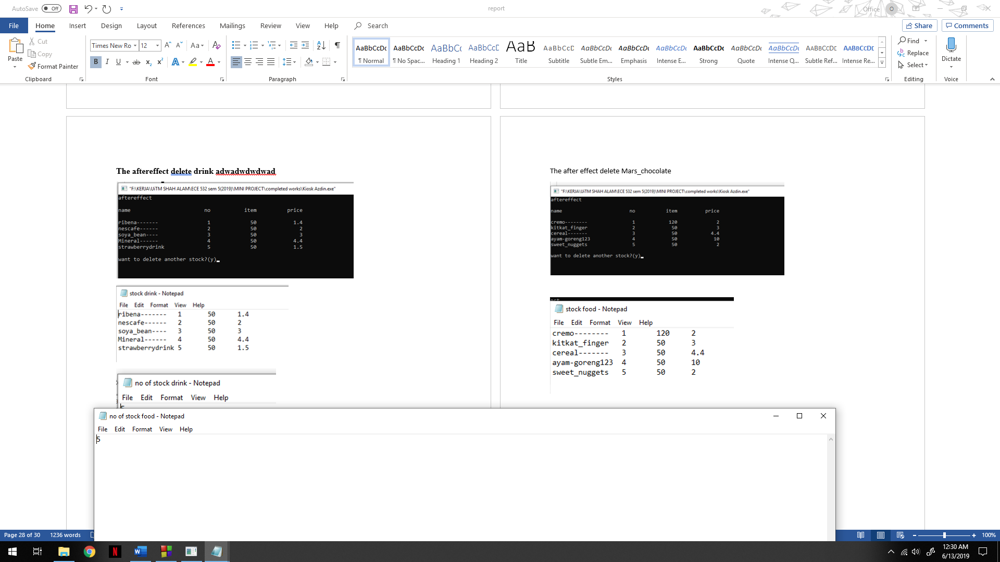 AutoSave Off report Office O
File Home Insert Design Layout References Mailings Review View Help Search Share Comments
Paste Cut Copy Format Painter
Times New Ro 12
AaBbCcDc AaBbCcDc AaBbCc AaBbCcD AaB AaBbCcD AaBbCcDc AaBbCcDc AaBbCcDc AaBbCcDc AaBbCcDc AaBbCcDc AABBCCDE AABBCCDE
¶ Normal ¶ No Spac... Heading 1 Heading 2 Title Subtitle Subtle Em... Emphasis Intense E... Strong Quote Intense Q... Subtle Ref... Intense Re...
Find
Replace
Select
Dictate
Clipboard Font Paragraph Styles Editing Voice
The aftereffect delete drink adwadwdwdwad
"F:\KERJA\UiTM SHAH ALAM\ECE 532 sem 5(2019)\MINI PROJECT\completed works\Kiosk Azdin.exe"
aftereffect
name no item price
ribena------- 1 50 1.4
nescafe------ 2 50 2
soya_bean---- 3 50 3
Mineral------ 4 50 4.4
strawberrydrink 5 50 1.5
want to delete another stock?(y)
stock drink - Notepad
File Edit Format View Help
ribena------- 1 50 1.4
nescafe------ 2 50 2
soya_bean---- 3 50 3
Mineral------ 4 50 4.4
strawberrydrink 5 50 1.5
no of stock drink - Notepad
File Edit Format View Help
The after effect delete Mars_chocolate
"F:\KERJA\UiTM SHAH ALAM\ECE 532 sem 5(2019)\MINI PROJECT\completed works\Kiosk Azdin.exe"
aftereffect
name no item price
cremo-------- 1 120 2
kitkat_finger 2 50 3
cereal------- 3 50 4.4
ayam-goreng123 4 50 10
sweet_nuggets 5 50 2
want to delete another stock?(y)
stock food - Notepad
File Edit Format View Help
cremo-------- 1 120 2
kitkat_finger 2 50 3
cereal------- 3 50 4.4
ayam-goreng123 4 50 10
sweet_nuggets 5 50 2
no of stock food - Notepad
File Edit Format View Help
5
Page 28 of 30 1236 words 100%
12:30 AM
6/13/2019